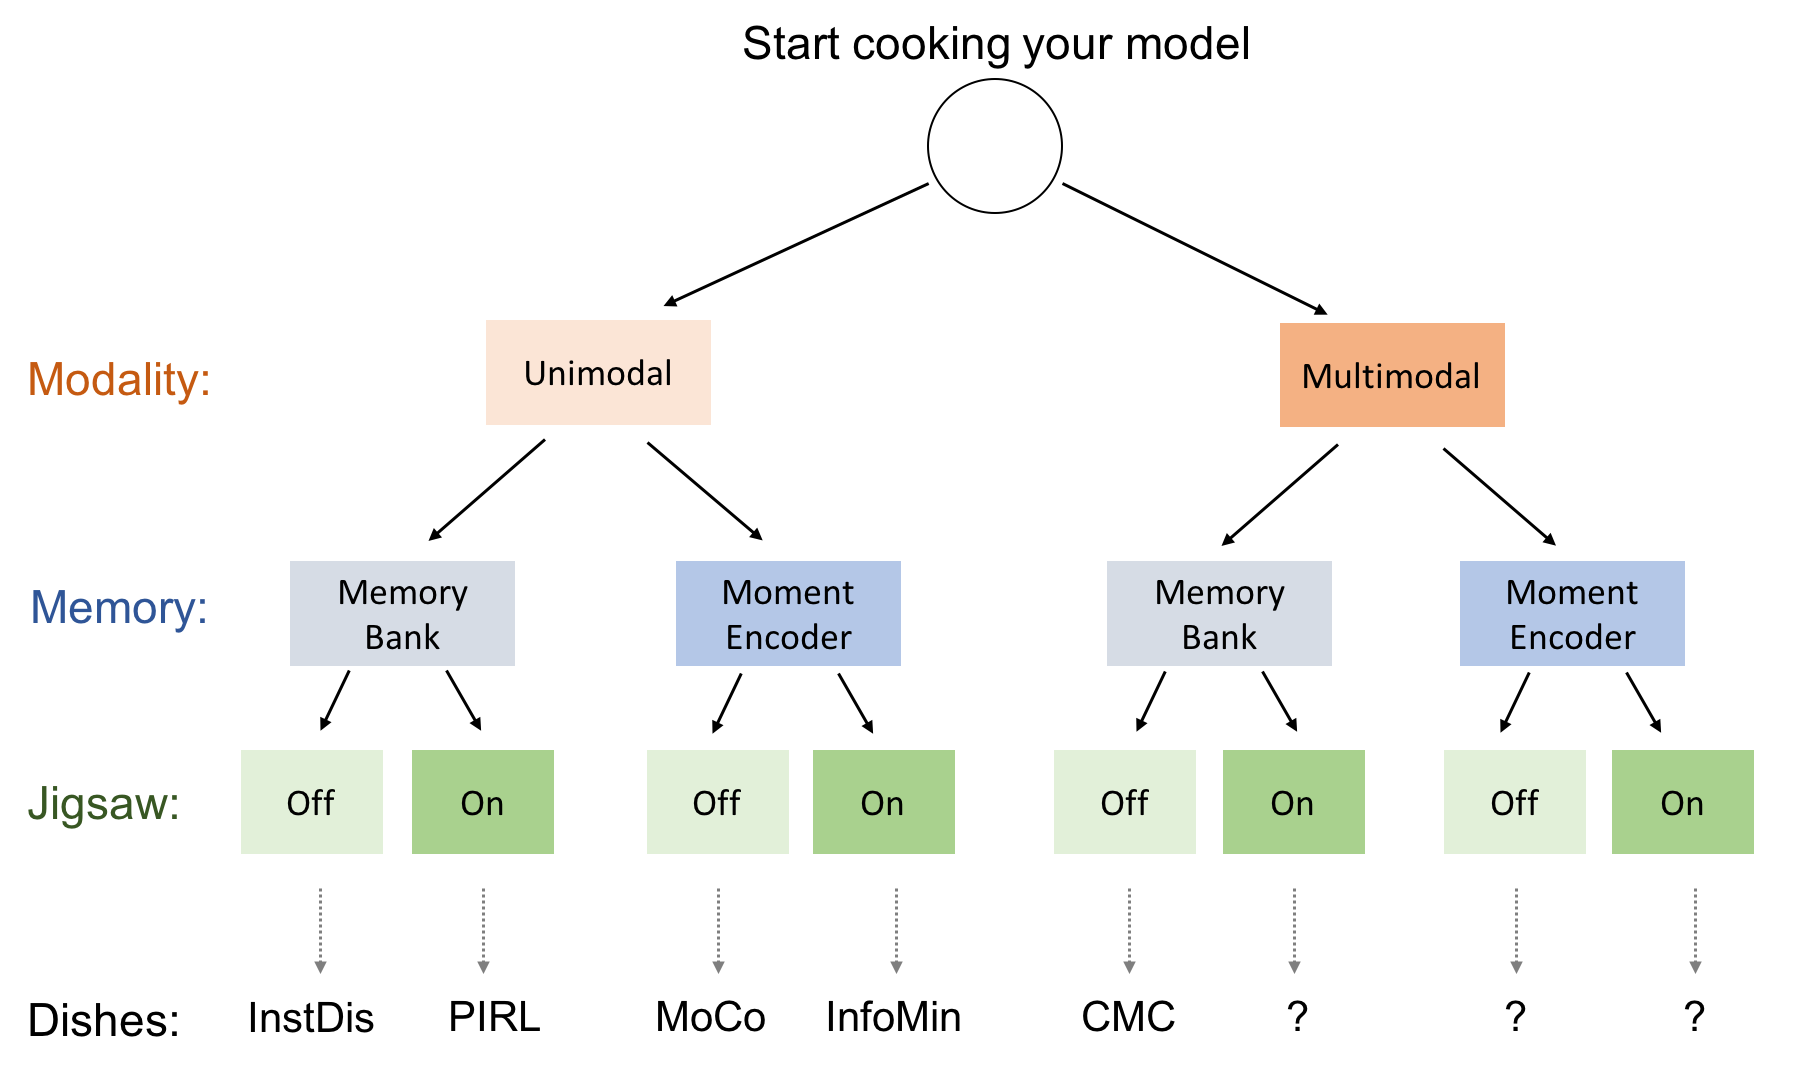 Start cooking your model
Modality:
Unimodal
Multimodal
Memory:
Memory
Bank
Moment
Encoder
Memory
Bank
Moment
Encoder
Jigsaw:
Off
On
Off
On
Off
On
Off
On
Dishes:
InstDis
PIRL
MoCo
InfoMin
CMC
?
?
?